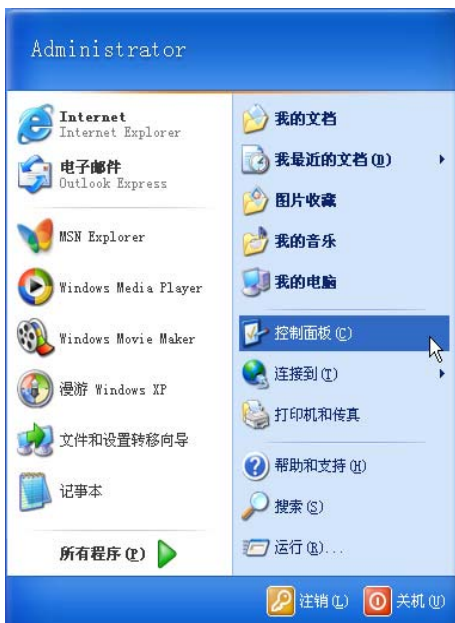 Administrator
Internet
Internet Explorer
电子邮件
Outlook Express
MSN Explorer
Windows Media Player
Windows Movie Maker
漫游 Windows XP
文件和设置转移向导
记事本
所有程序(P)
我的文档
我最近的文档(D)
图片收藏
我的音乐
我的电脑
控制面板(C)
连接到(T)
打印机和传真
帮助和支持(H)
搜索(S)
运行(R)...
注销(L)
关机(U)